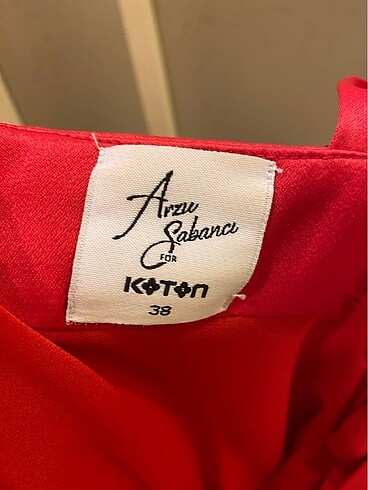 Arzu
Sabancı
FOR
KOTON
38